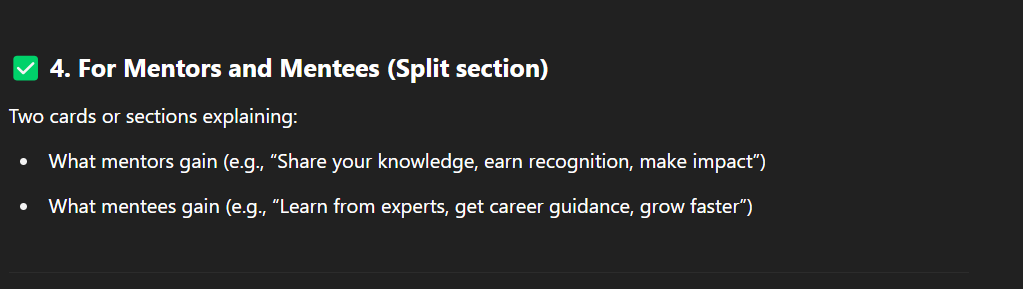 ✅ 4. For Mentors and Mentees (Split section)
Two cards or sections explaining:
• What mentors gain (e.g., “Share your knowledge, earn recognition, make impact”)
• What mentees gain (e.g., “Learn from experts, get career guidance, grow faster”)